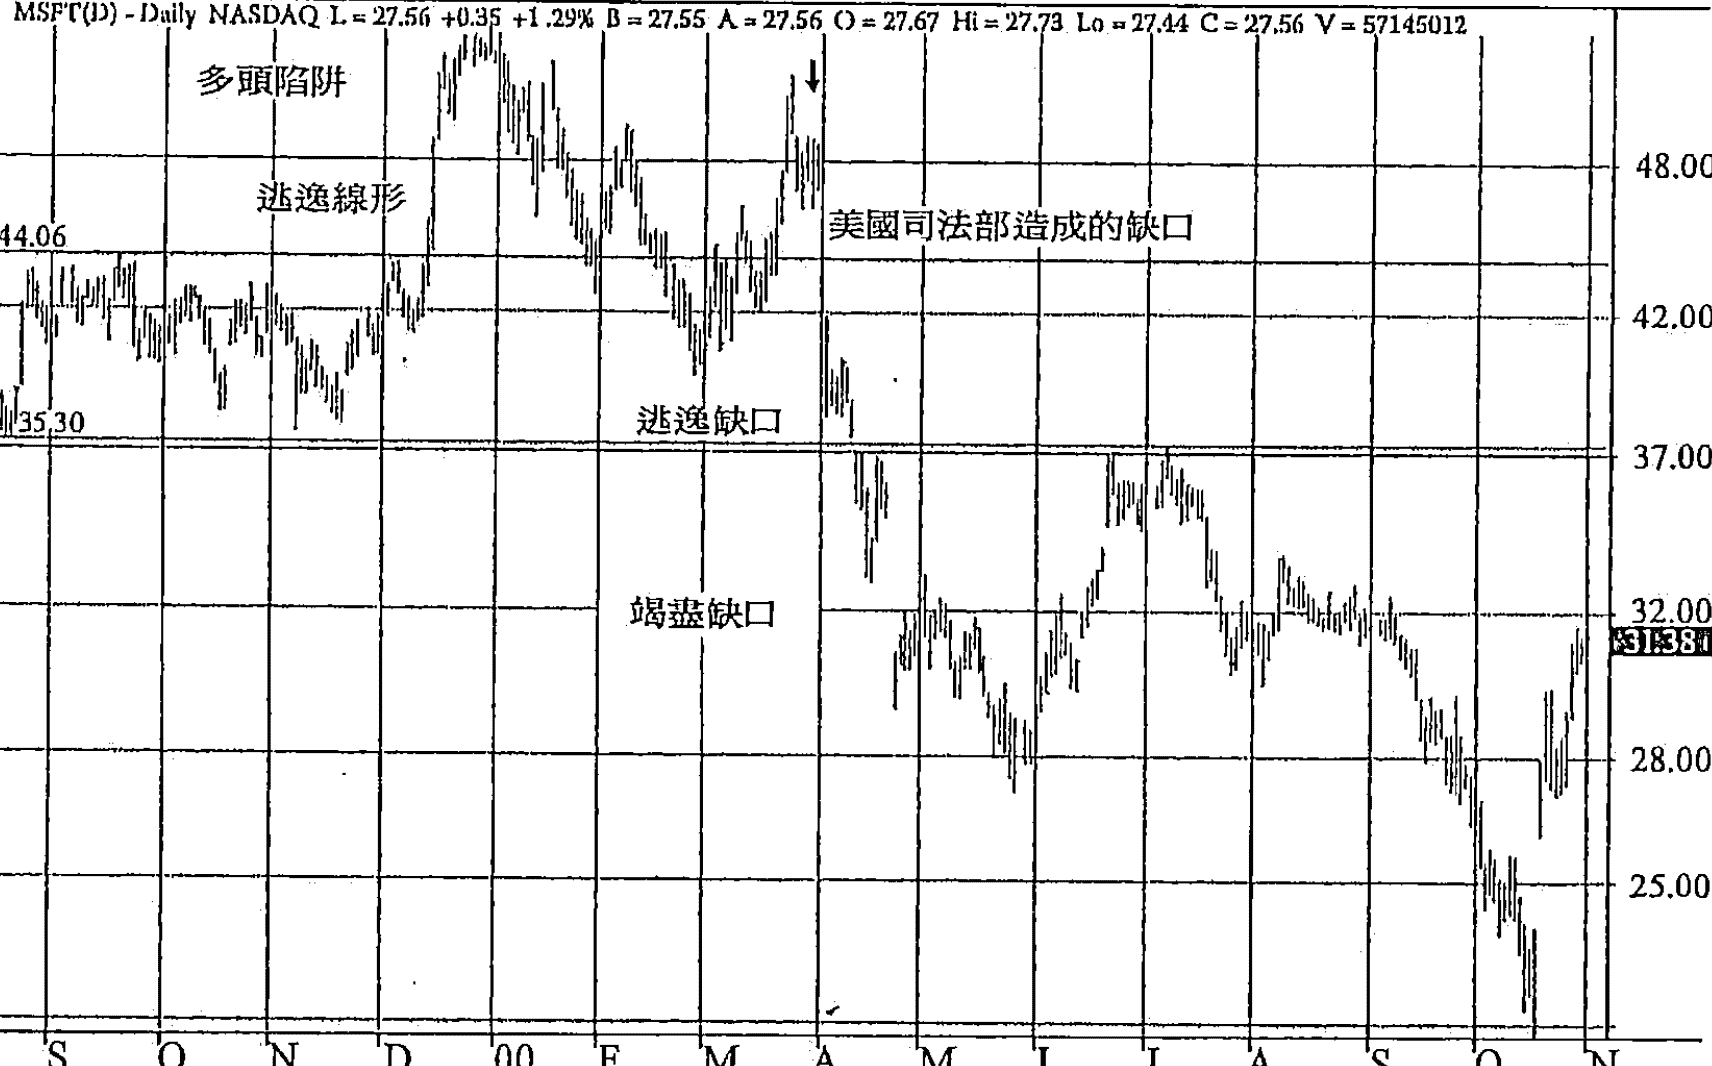 MSFT(D) - Daily NASDAQ L = 27.56 +0.35 +1.29% B = 27.55 A = 27.56 O = 27.67 Hi = 27.73 Lo = 27.44 C = 27.56 V = 57145012
多頭陷阱
48.00
逃逸線形
美國司法部造成的缺口
44.06
42.00
逃逸缺口
35.30
37.00
竭盡缺口
32.00
31.38
28.00
25.00
S O N D 00 F M A M J J A S O N